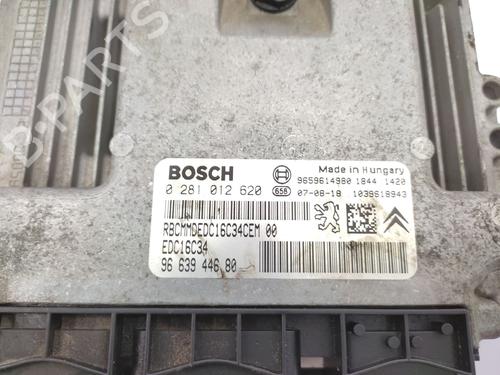 BOSCH
Made in Hungary
0 281 012 620
9659614980 1844 1420
658
07-08-18 1039S18943
RBCMMDEDC16C34CEM 00
EDC16C34
96 639 446 80